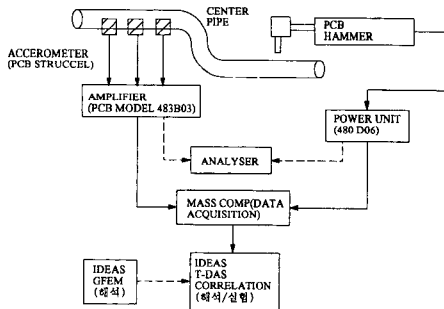 CENTER
PIPE
PCB
HAMMER
ACCEROMETER
(PCB STRUCCEL)
AMPLIFIER
(PCB MODEL 483B03)
POWER UNIT
(480 D06)
ANALYSER
MASS COMP(DATA
ACQUISITION)
IDEAS
GFEM
(해석)
IDEAS
T-DAS
CORRELATION
(해석/실험)